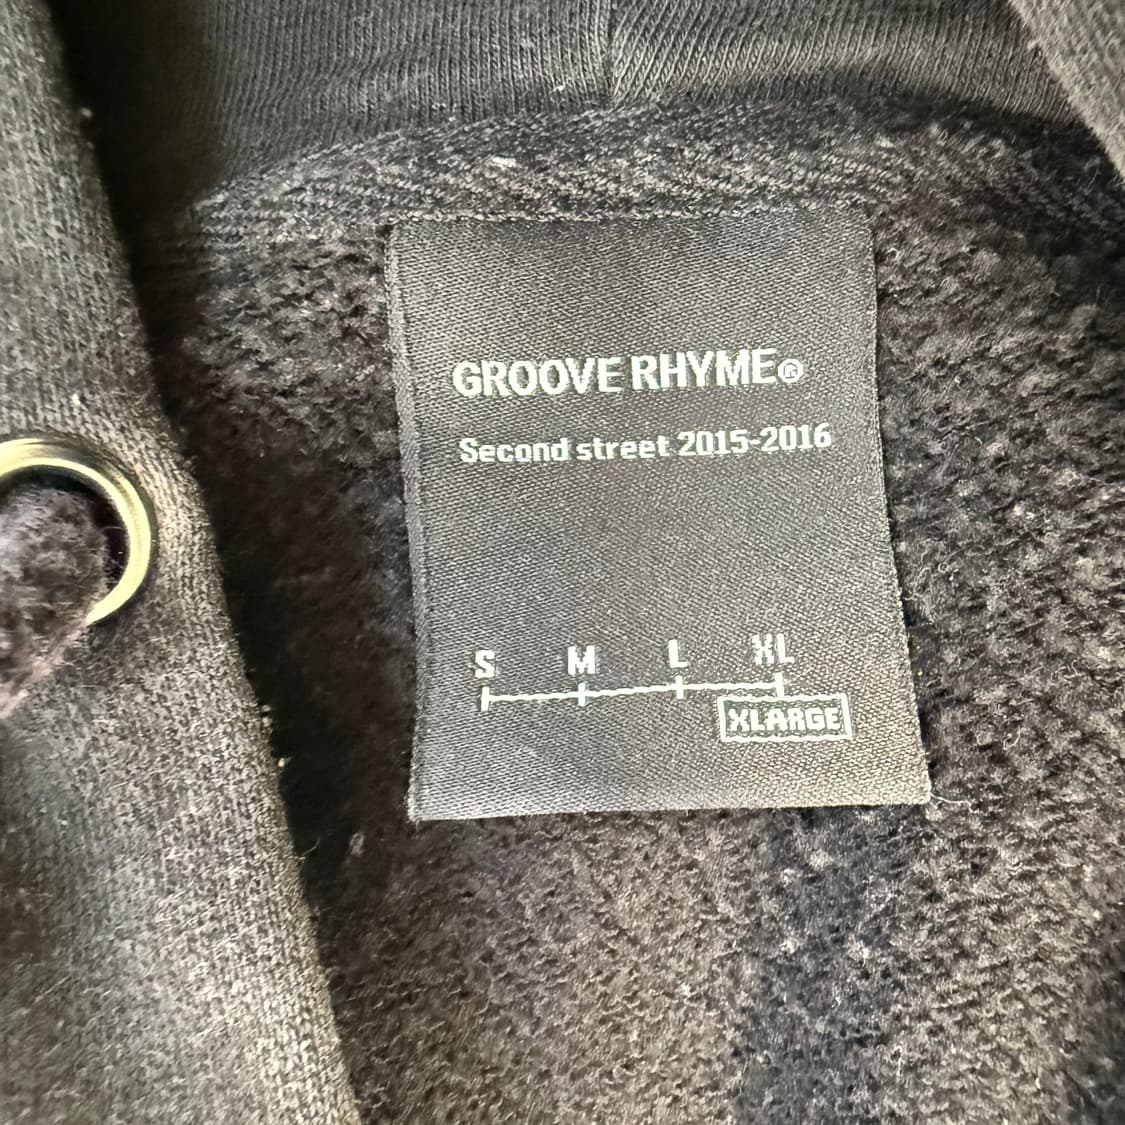 GROOVE RHYME®
Second street 2015-2016
S M L XL
XLARGE